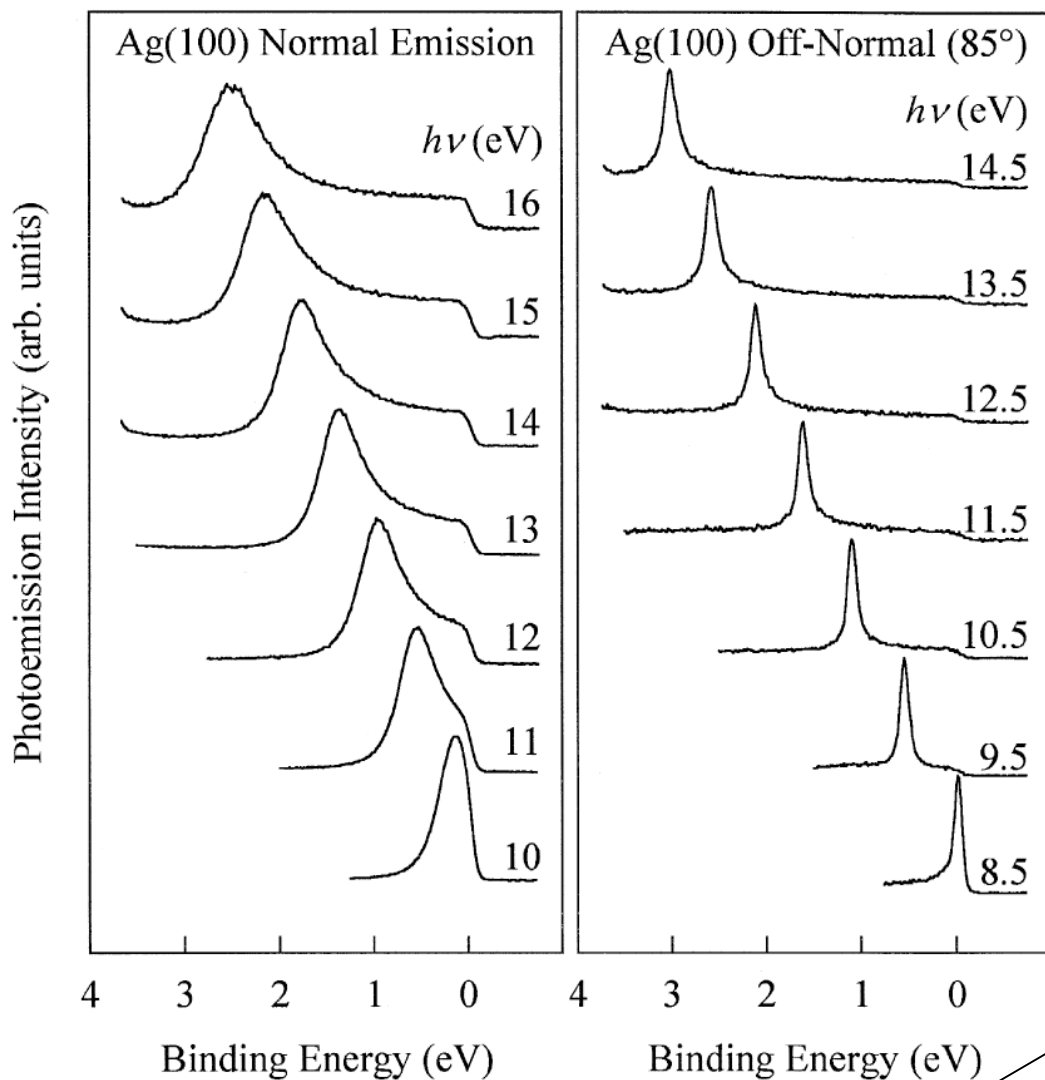 Ag(100) Normal Emission
hν (eV)
16
15
14
13
12
11
10
4 3 2 1 0
Binding Energy (eV)
Ag(100) Off-Normal (85°)
hν (eV)
14.5
13.5
12.5
11.5
10.5
9.5
8.5
4 3 2 1 0
Binding Energy (eV)
Photoemission Intensity (arb. units)